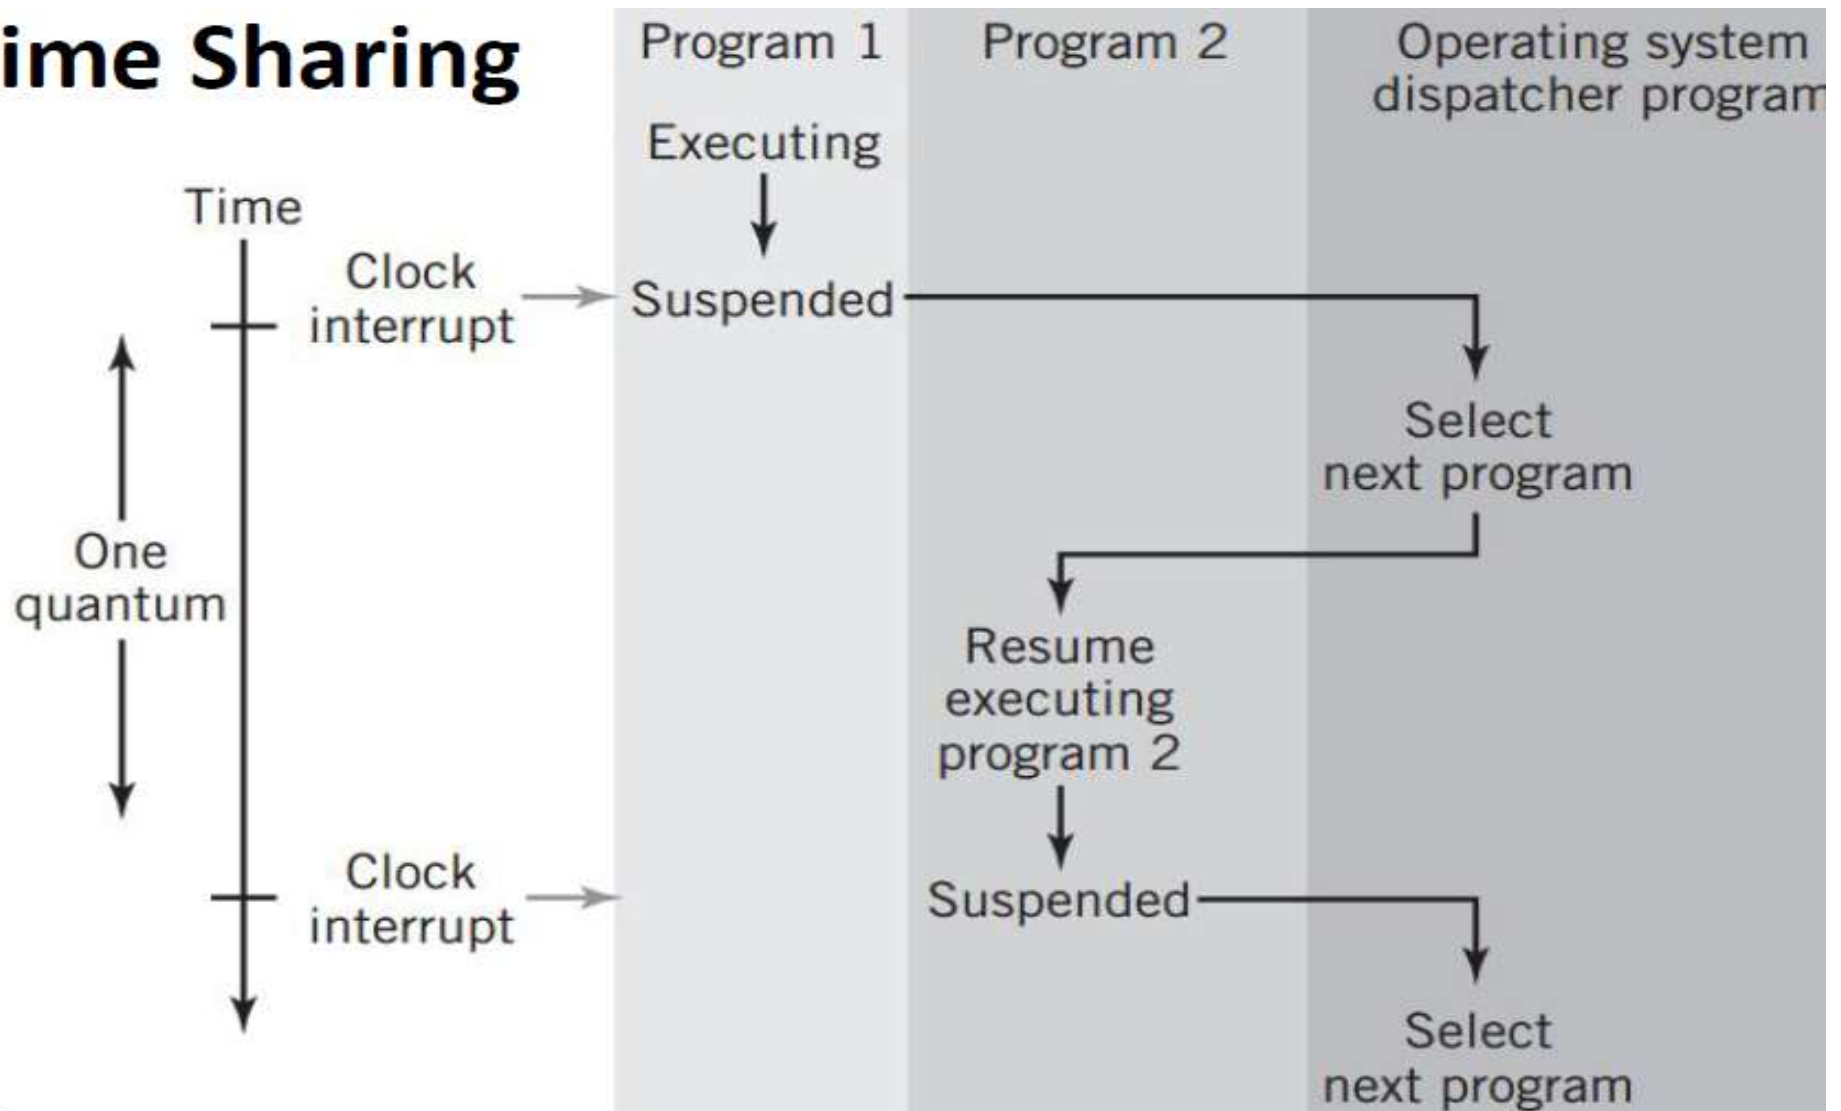 ime Sharing
Program 1
Program 2
Operating system
dispatcher program
Executing
Time
Clock
interrupt
Suspended
Select
next program
One
quantum
Resume
executing
program 2
Clock
interrupt
Suspended
Select
next program